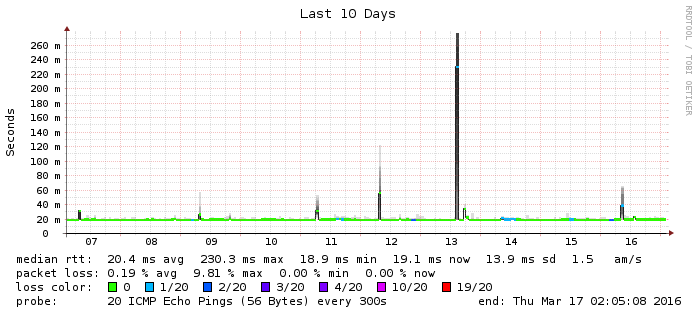 Last 10 Days
RRDTOOL / TOBI OETIKER
Seconds
260 m
240 m
220 m
200 m
180 m
160 m
140 m
120 m
100 m
80 m
60 m
40 m
20 m
0
07 08 09 10 11 12 13 14 15 16
median rtt: 20.4 ms avg 230.3 ms max 18.9 ms min 19.1 ms now 13.9 ms sd 1.5 am/s
packet loss: 0.19 % avg 9.81 % max 0.00 % min 0.00 % now
loss color: 0 1/20 2/20 3/20 4/20 10/20 19/20
probe: 20 ICMP Echo Pings (56 Bytes) every 300s end: Thu Mar 17 02:05:08 2016